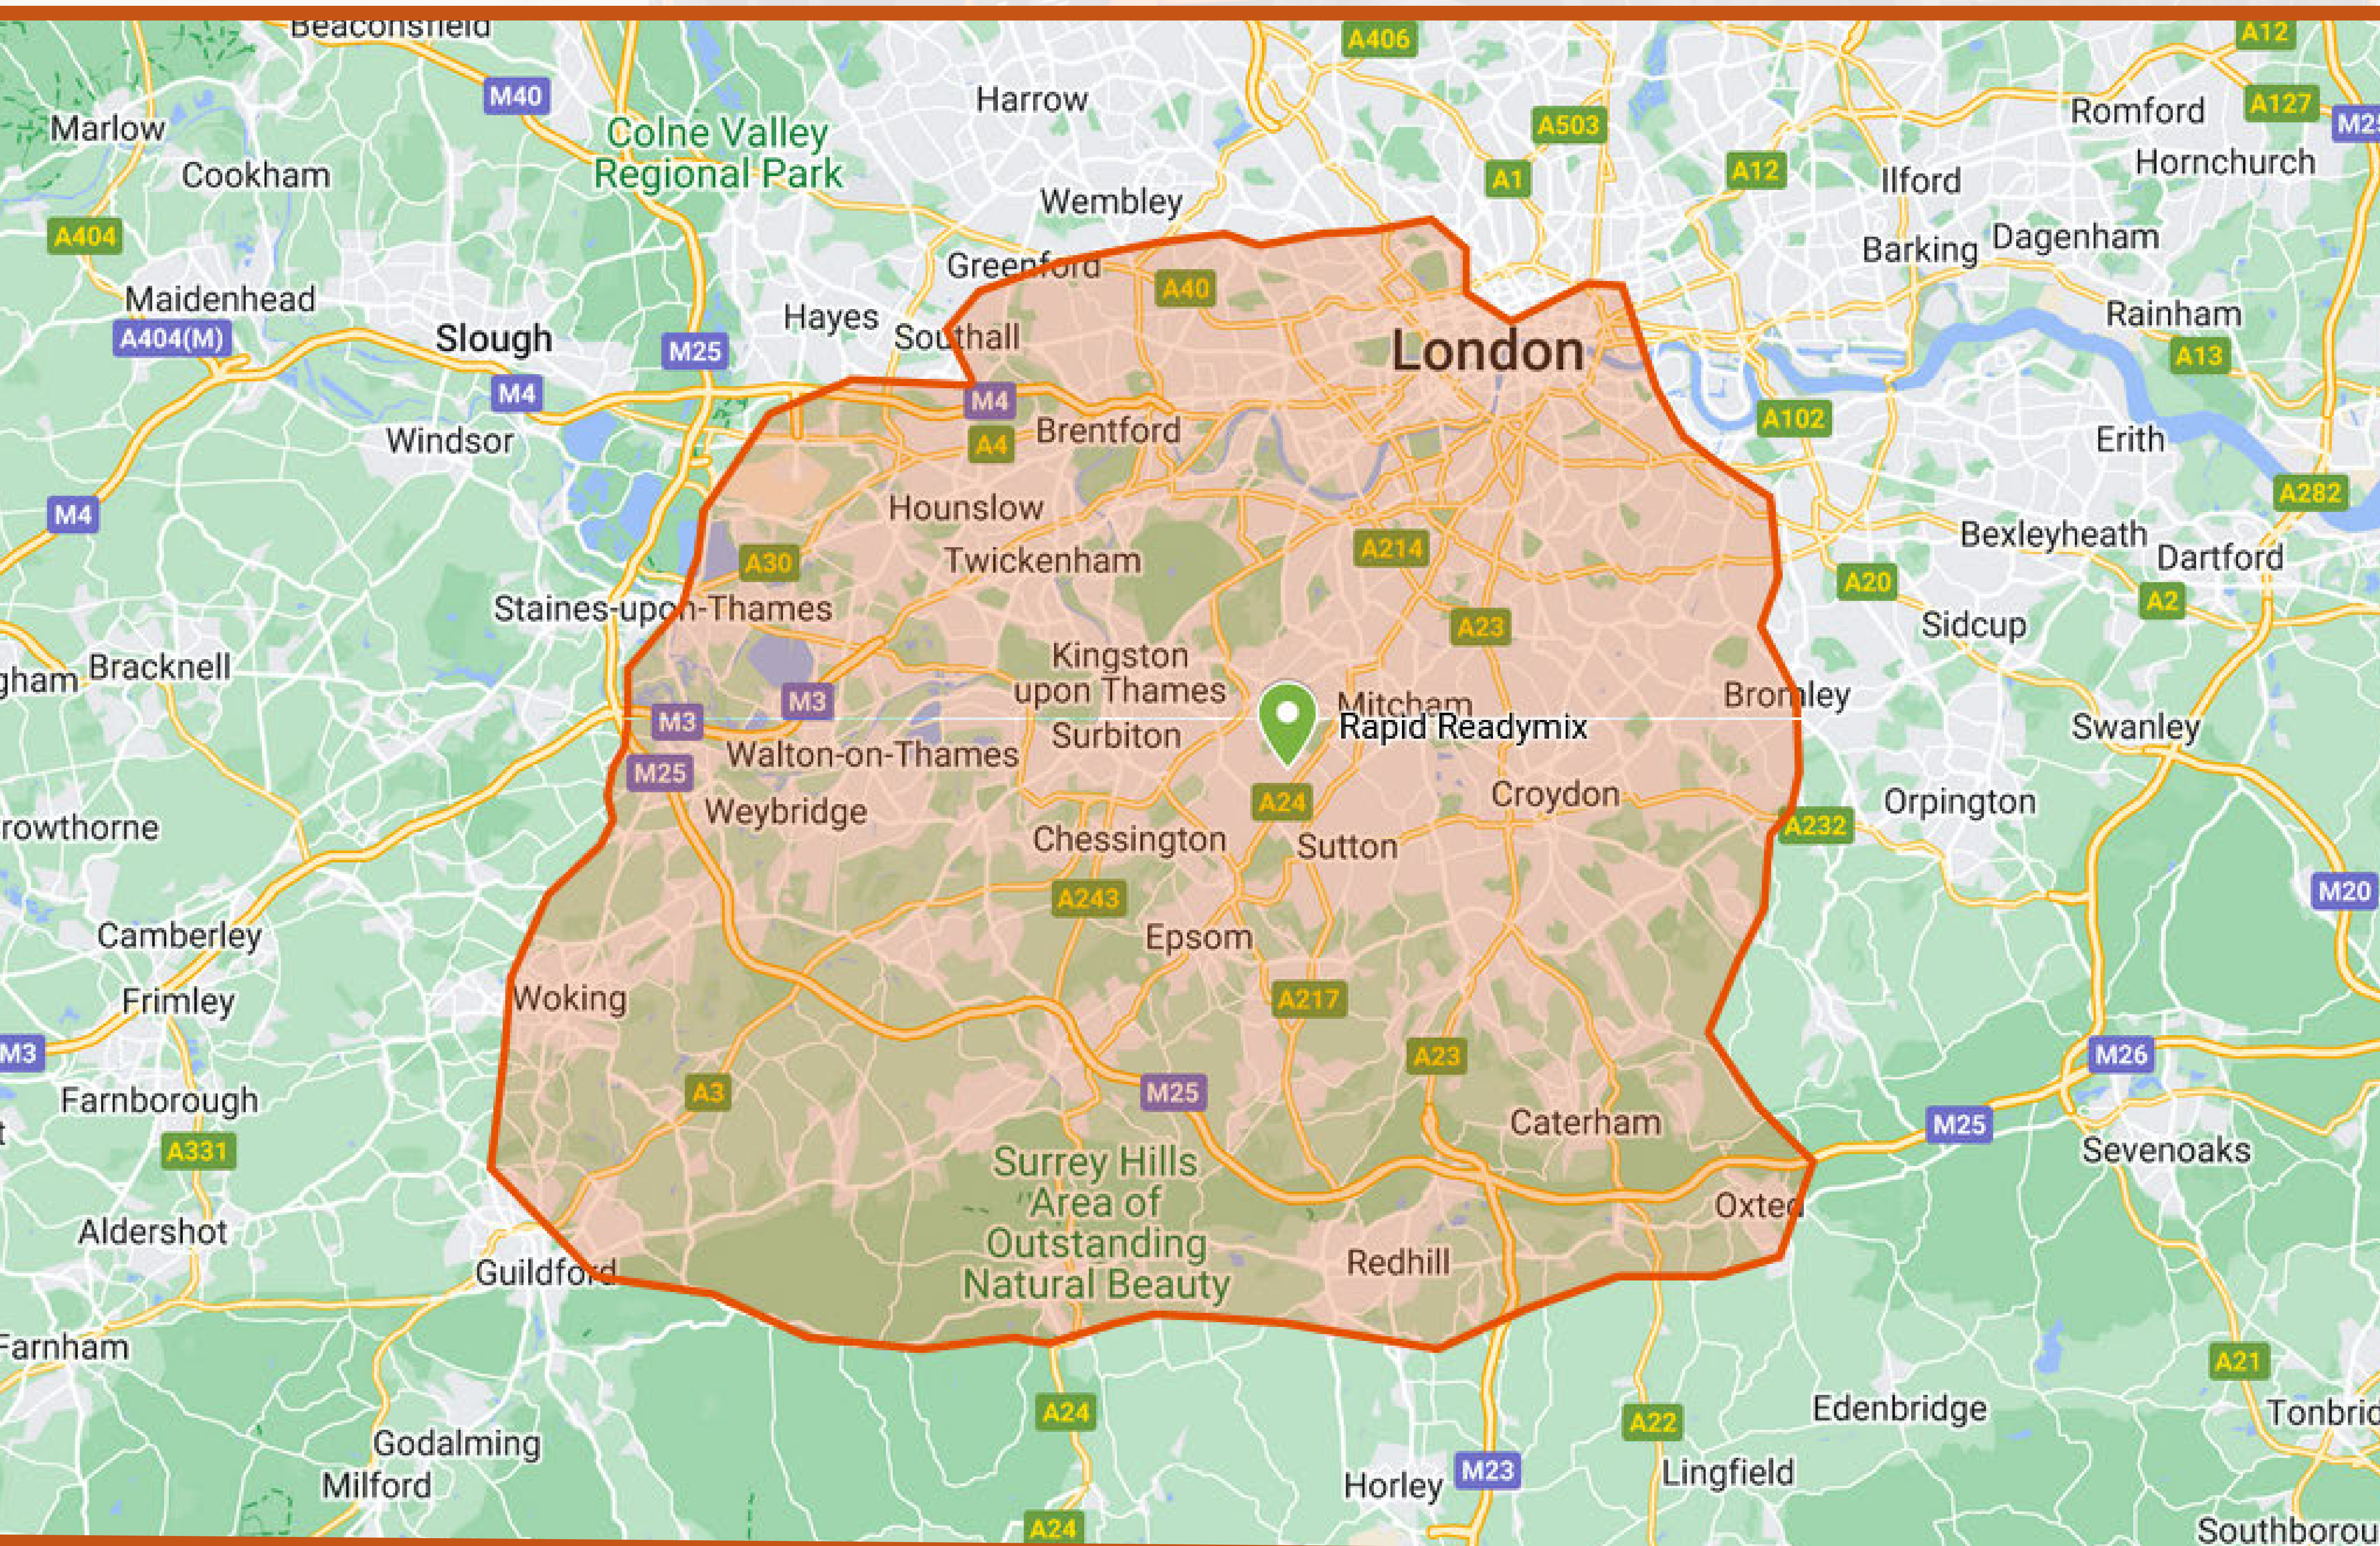 Beaconsfield
A406
A12
M40
Harrow
A127
Marlow
Colne Valley
Regional Park
A503
Romford
M25
Cookham
A1
A12
Ilford
Hornchurch
Wembley
A404
Greenford
Barking
Dagenham
Maidenhead
A40
Hayes
Southall
Rainham
A404(M)
Slough
M25
London
A13
M4
M4
A102
Windsor
A4
Brentford
Erith
M4
Hounslow
A282
A30
Twickenham
A214
Bexleyheath
Dartford
A20
Staines-upon-Thames
A23
A2
Sidcup
gham
Bracknell
Kingston
upon Thames
M3
Mitcham
Bromley
M3
Surbiton
Rapid Readymix
Swanley
M25
Walton-on-Thames
Weybridge
A24
Croydon
Orpington
rowthorne
Chessington
Sutton
A232
A243
M20
Camberley
Epsom
Frimley
Woking
A217
M3
A23
M26
Farnborough
A3
M25
Caterham
M25
t
A331
Surrey Hills
Area of
Outstanding
Natural Beauty
Sevenoaks
Oxted
Aldershot
Guildford
Redhill
Farnham
A21
A24
A22
Edenbridge
Tonbrid
Godalming
Milford
Horley
M23
Lingfield
A24
Southborou